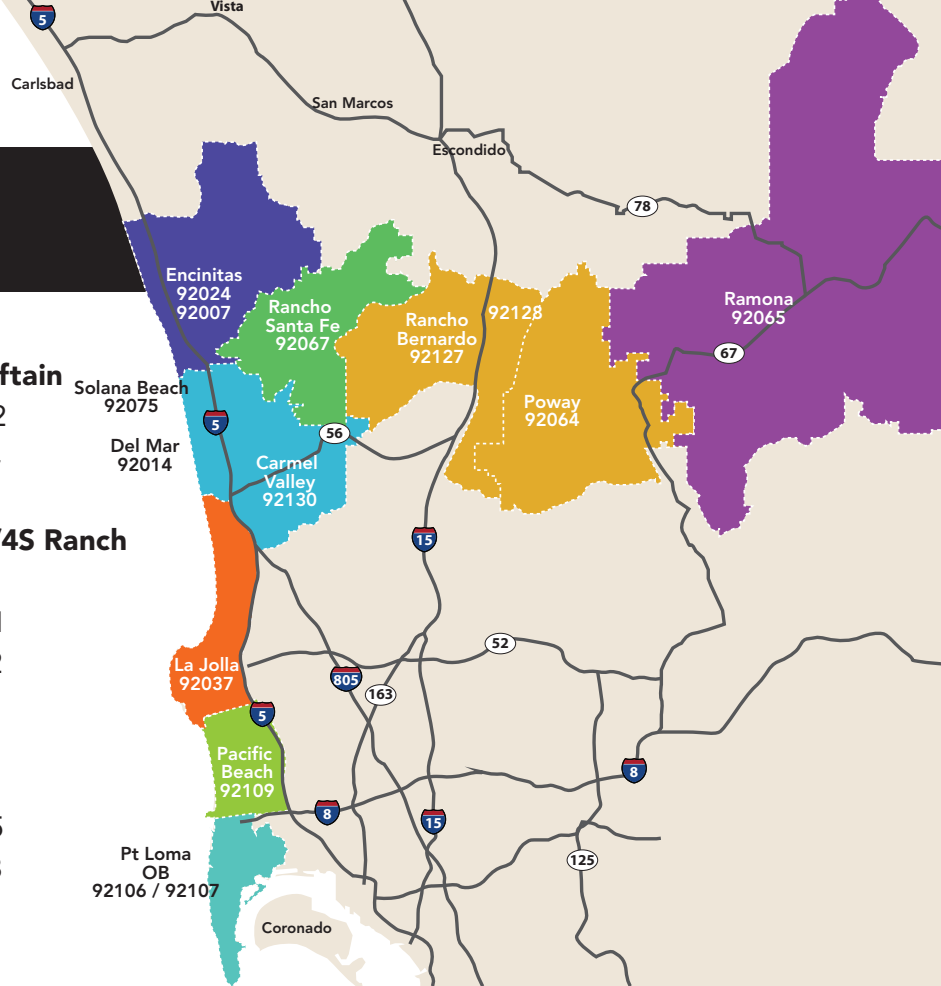 Vista
5
Carlsbad
San Marcos
Escondido
78
Encinitas
92024
92007
Rancho
Santa Fe
92067
Rancho
Bernardo
92127
92128
Ramona
92065
67
ftain
Solana Beach
92075
2
5
Poway
92064
56
Del Mar
92014
Carmel
Valley
92130
/4S Ranch
15
52
La Jolla
92037
805
163
5
Pacific
Beach
92109
8
8
15
5
Pt Loma
OB
92106 / 92107
125
Coronado